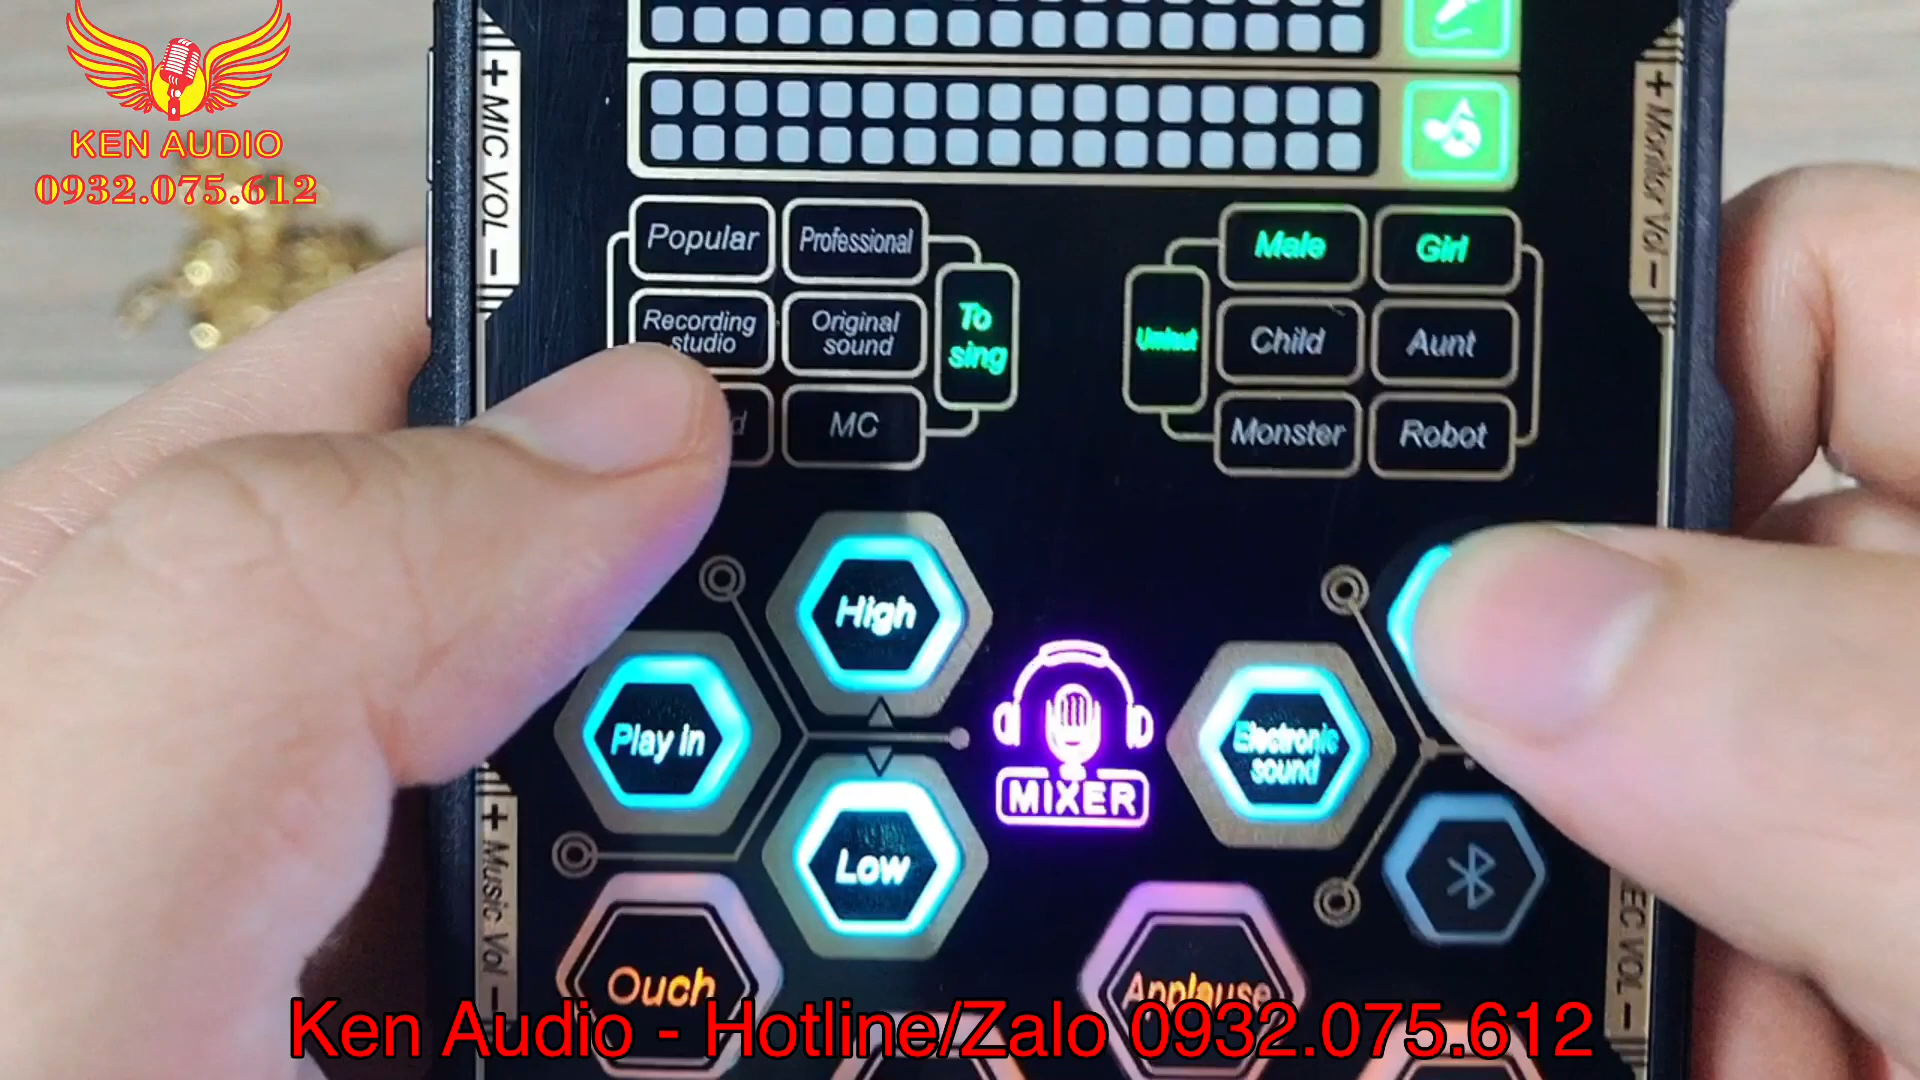 KEN AUDIO
0932.075.612
+ MIC VOL -
+ Monitor Vol -
Popular
Professional
Recording
studio
Original
sound
To
sing
MC
Male
Girl
Child
Aunt
Monster
Robot
High
Play in
Low
MIXER
Electronic
sound
+ Music Vol -
EC VOL -
Ouch
Applause
Ken Audio - Hotline/Zalo 0932.075.612